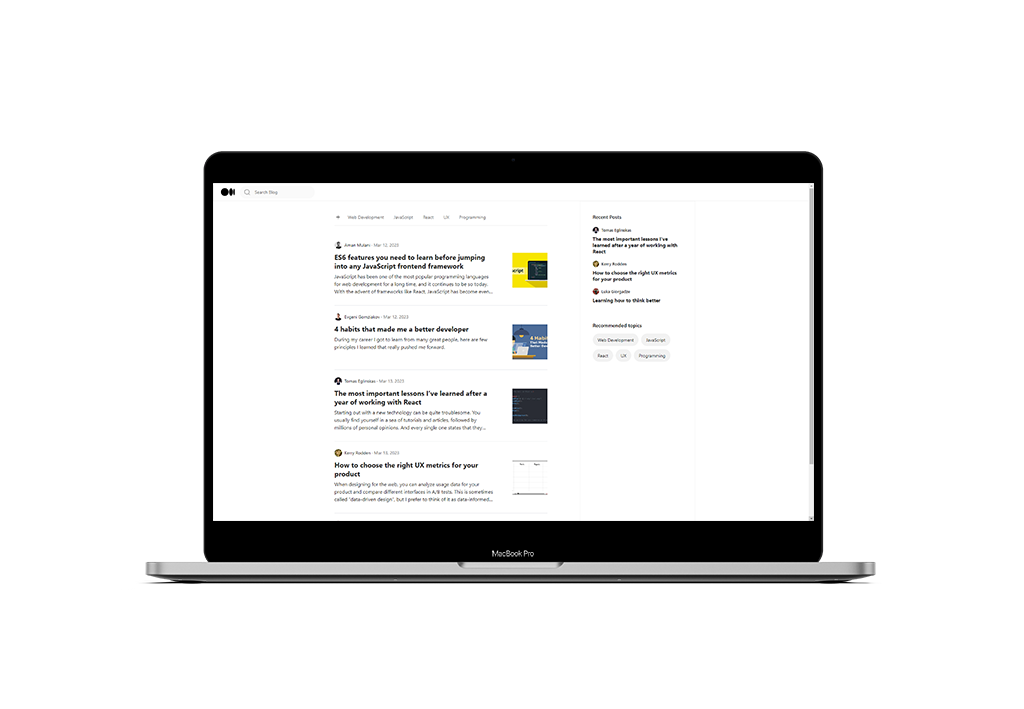 Search Blog
Web Development JavaScript React UX Programming
Aman Mulani · Mar 12, 2023
ES6 features you need to learn before jumping
into any JavaScript frontend framework
JavaScript has been one of the most popular programming languages
for web development for a long time, and it continues to be so today.
With the advent of frameworks like React, JavaScript has become even...
script
Evgeni Gomziakov · Mar 12, 2023
4 habits that made me a better developer
During my career I got to learn from many great people, here are few
principles I learned that really pushed me forward.
4 Habit
that Made
Better Deve
Tomas Eglinskas · Mar 13, 2023
The most important lessons I've learned after a
year of working with React
Starting out with a new technology can be quite troublesome. You
usually find yourself in a sea of tutorials and articles, followed by
millions of personal opinions. And every single one states that they...
Kerry Rodden · Mar 13, 2023
How to choose the right UX metrics for your
product
When designing for the web, you can analyze usage data for your
product and compare different interfaces in A/B tests. This is sometimes
called "data-driven design", but I prefer to think of it as data-informed...
Recent Posts
Tomas Eglinskas
The most important lessons I've
learned after a year of working with
React
Kerry Rodden
How to choose the right UX metrics
for your product
Luka Giorgadze
Learning how to think better
Recommended topics
Web Development JavaScript
React UX Programming
MacBook Pro